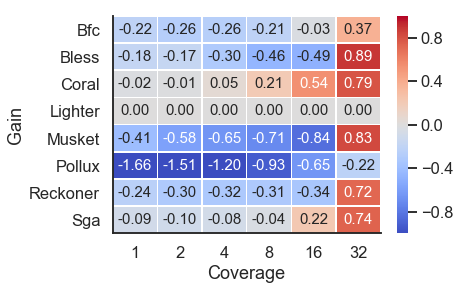 Bfc -0.22 -0.26 -0.26 -0.21 -0.03 0.37
Bless -0.18 -0.17 -0.30 -0.46 -0.49 0.89
Coral -0.02 -0.01 0.05 0.21 0.54 0.79
Lighter 0.00 0.00 0.00 0.00 0.00 0.00
Musket -0.41 -0.58 -0.65 -0.71 -0.84 0.83
Pollux -1.66 -1.51 -1.20 -0.93 -0.65 -0.22
Reckoner -0.24 -0.30 -0.32 -0.31 -0.34 0.72
Sga -0.09 -0.10 -0.08 -0.04 0.22 0.74
1 2 4 8 16 32
Coverage
Gain
0.8
0.4
0.0
-0.4
-0.8